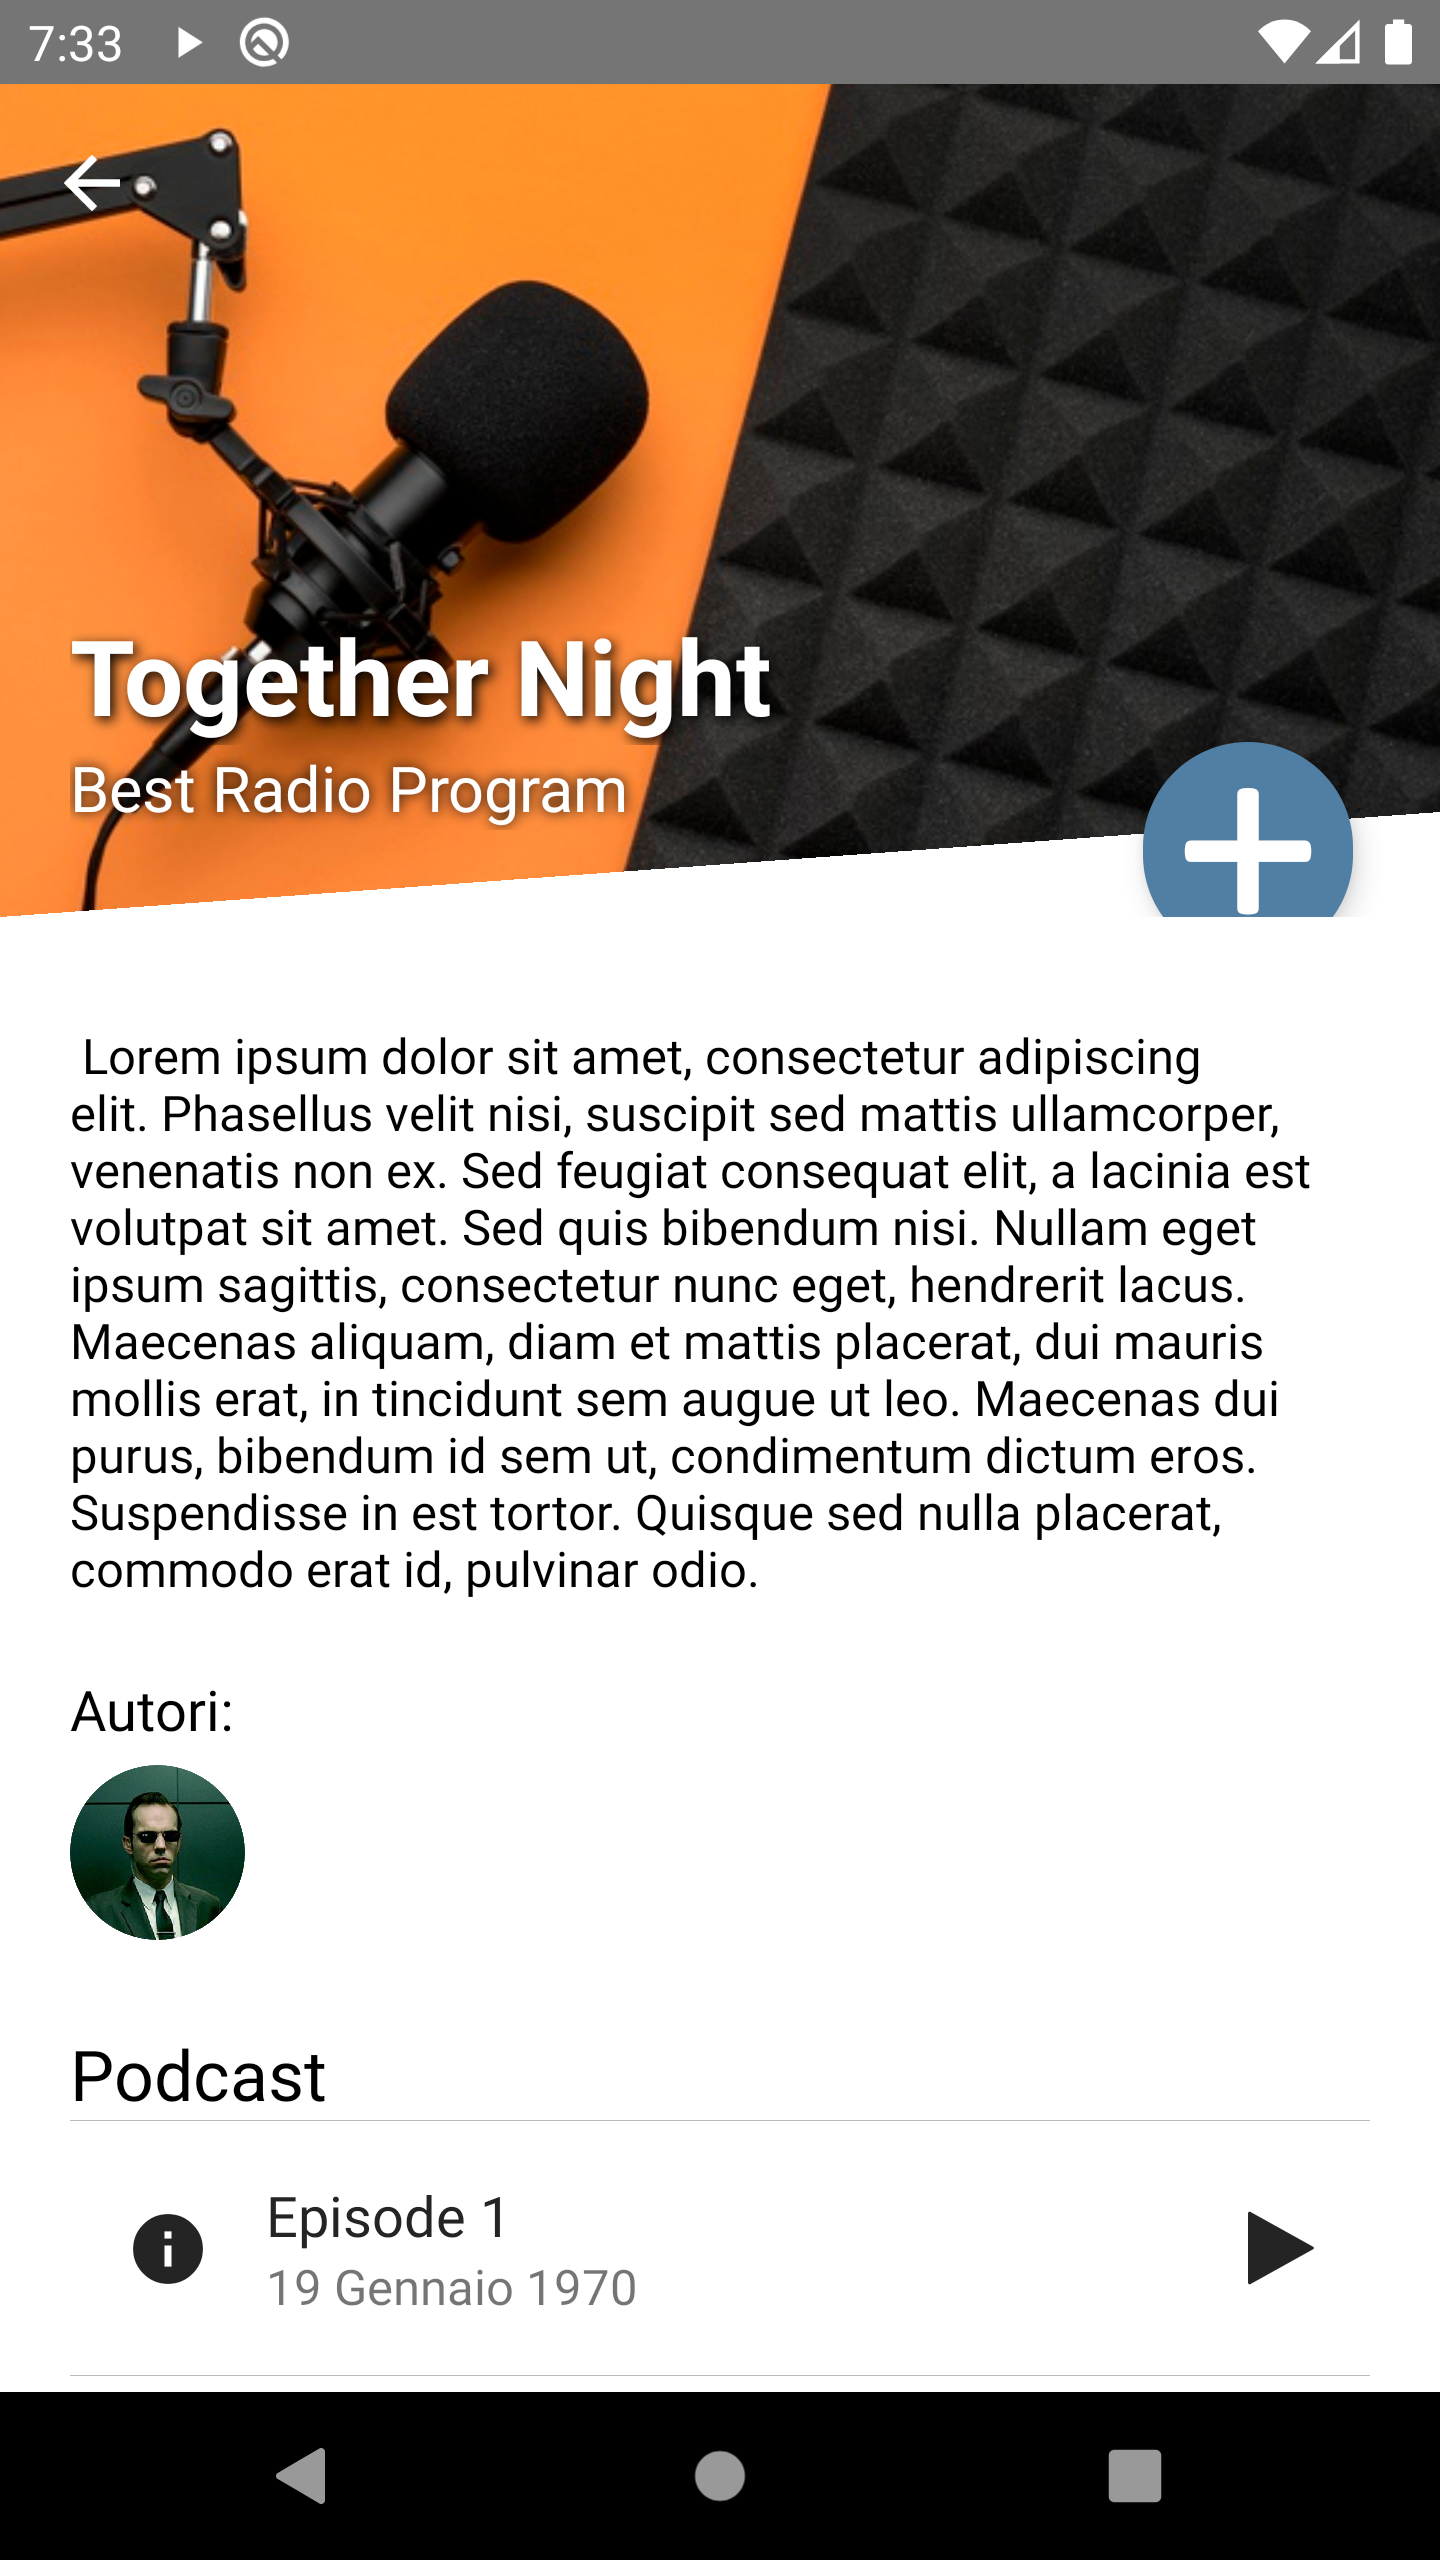 7:33
Together Night
Best Radio Program
Lorem ipsum dolor sit amet, consectetur adipiscing
elit. Phasellus velit nisi, suscipit sed mattis ullamcorper,
venenatis non ex. Sed feugiat consequat elit, a lacinia est
volutpat sit amet. Sed quis bibendum nisi. Nullam eget
ipsum sagittis, consectetur nunc eget, hendrerit lacus.
Maecenas aliquam, diam et mattis placerat, dui mauris
mollis erat, in tincidunt sem augue ut leo. Maecenas dui
purus, bibendum id sem ut, condimentum dictum eros.
Suspendisse in est tortor. Quisque sed nulla placerat,
commodo erat id, pulvinar odio.
Autori:
Podcast
Episode 1
19 Gennaio 1970